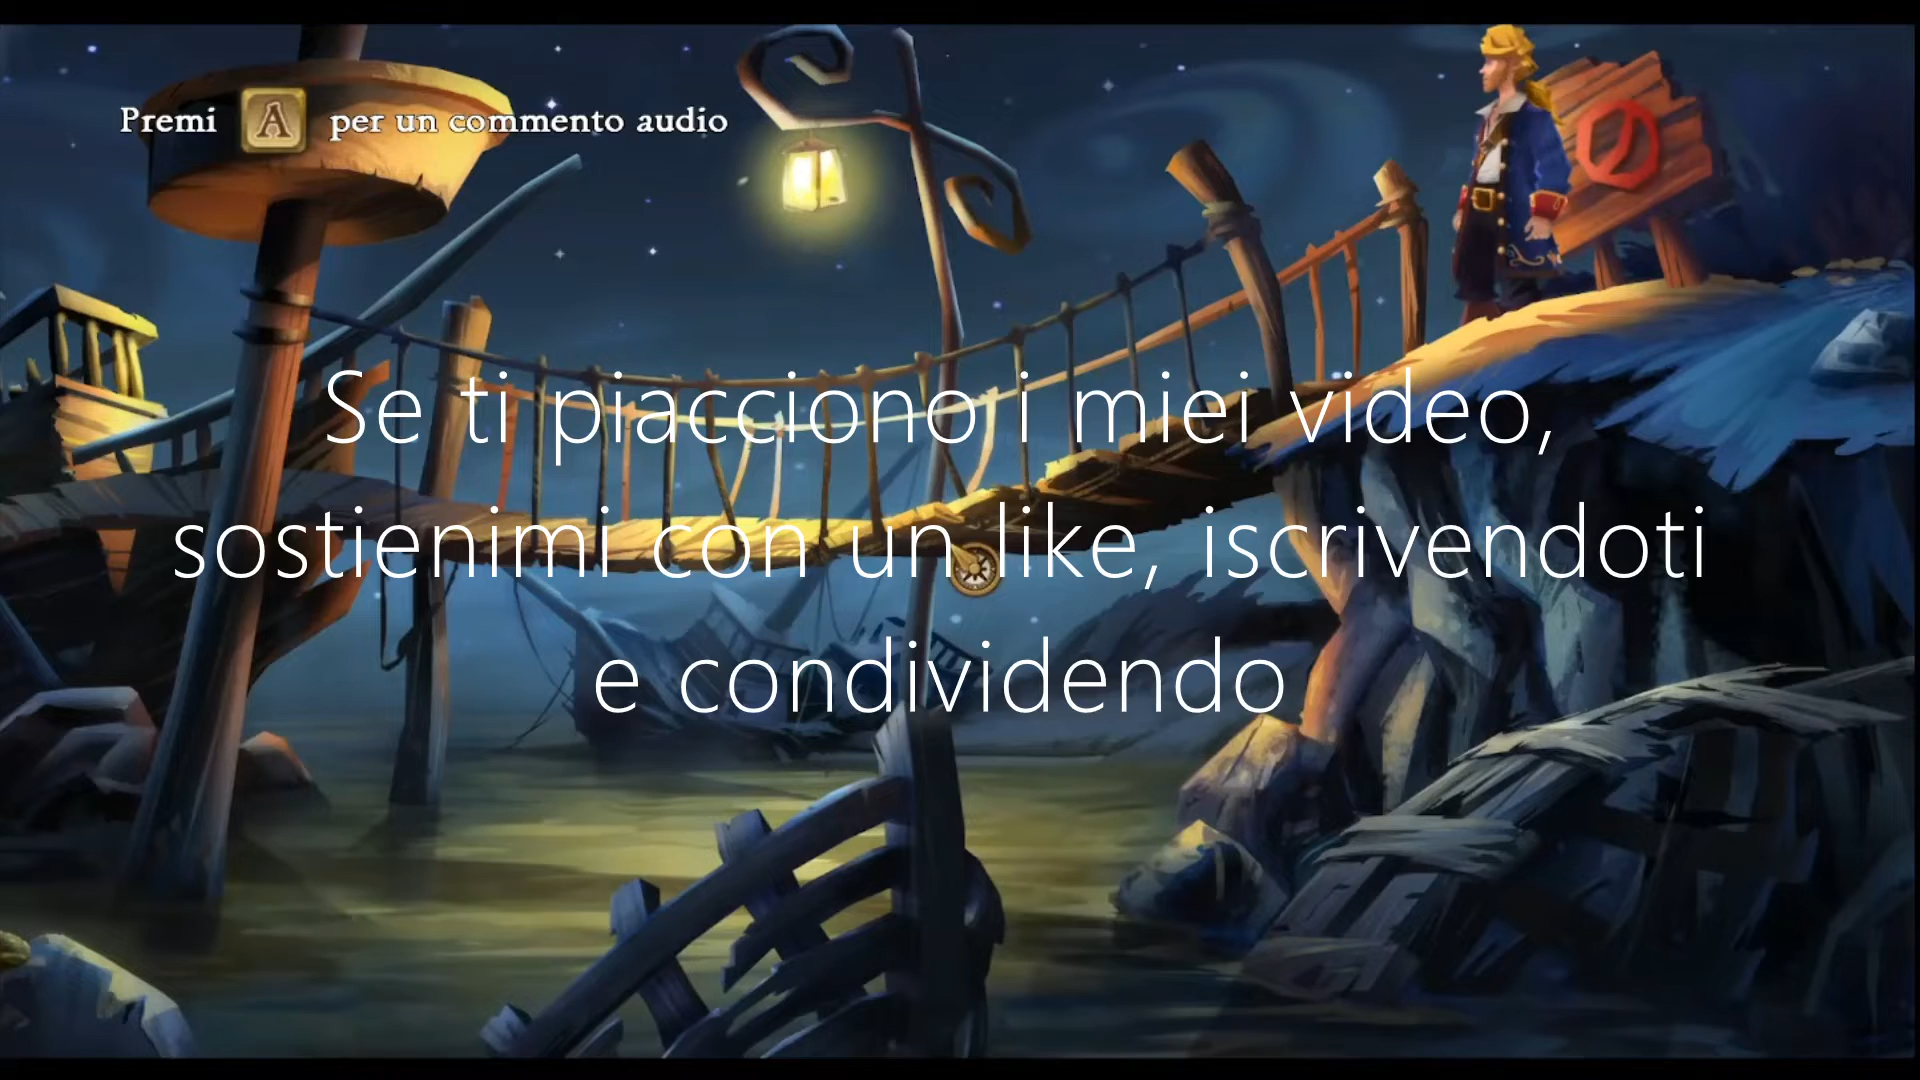 Premi A per un commento audio
Se ti piacciono i miei video,
sostienimi con un like, iscrivendoti
e condividendo